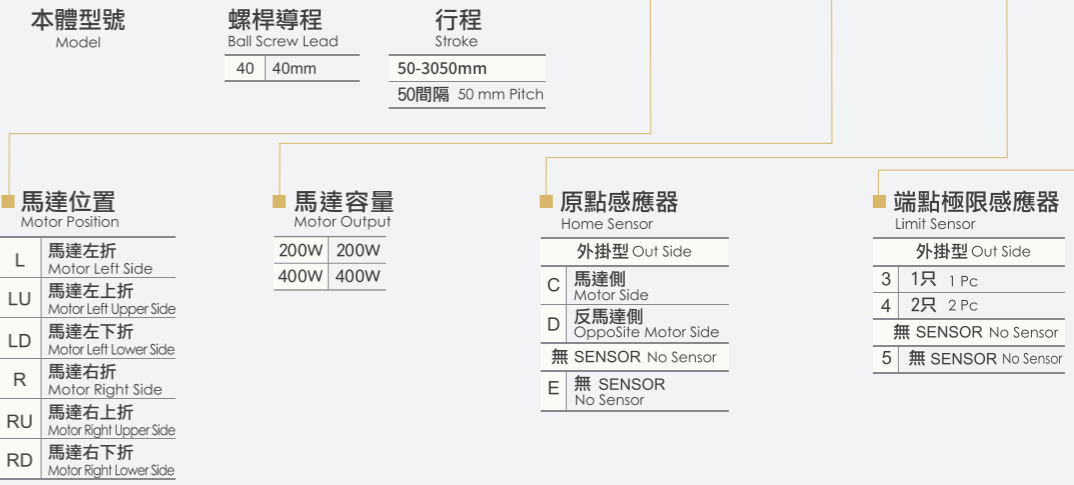 本體型號
Model
螺桿導程
Ball Screw Lead
40 40mm
行程
Stroke
50-3050mm
50間隔 50 mm Pitch
馬達位置
Motor Position
L 馬達左折
Motor Left Side
LU 馬達左上折
Motor Left Upper Side
LD 馬達左下折
Motor Left Lower Side
R 馬達右折
Motor Right Side
RU 馬達右上折
Motor Right Upper Side
RD 馬達右下折
Motor Right Lower Side
馬達容量
Motor Output
200W 200W
400W 400W
原點感應器
Home Sensor
外掛型 Out Side
C 馬達側
Motor Side
D 反馬達側
OppoSite Motor Side
無 SENSOR No Sensor
E 無 SENSOR
No Sensor
端點極限感應器
Limit Sensor
外掛型 Out Side
3 1只 1 Pc
4 2只 2 Pc
無 SENSOR No Sensor
5 無 SENSOR No Sensor